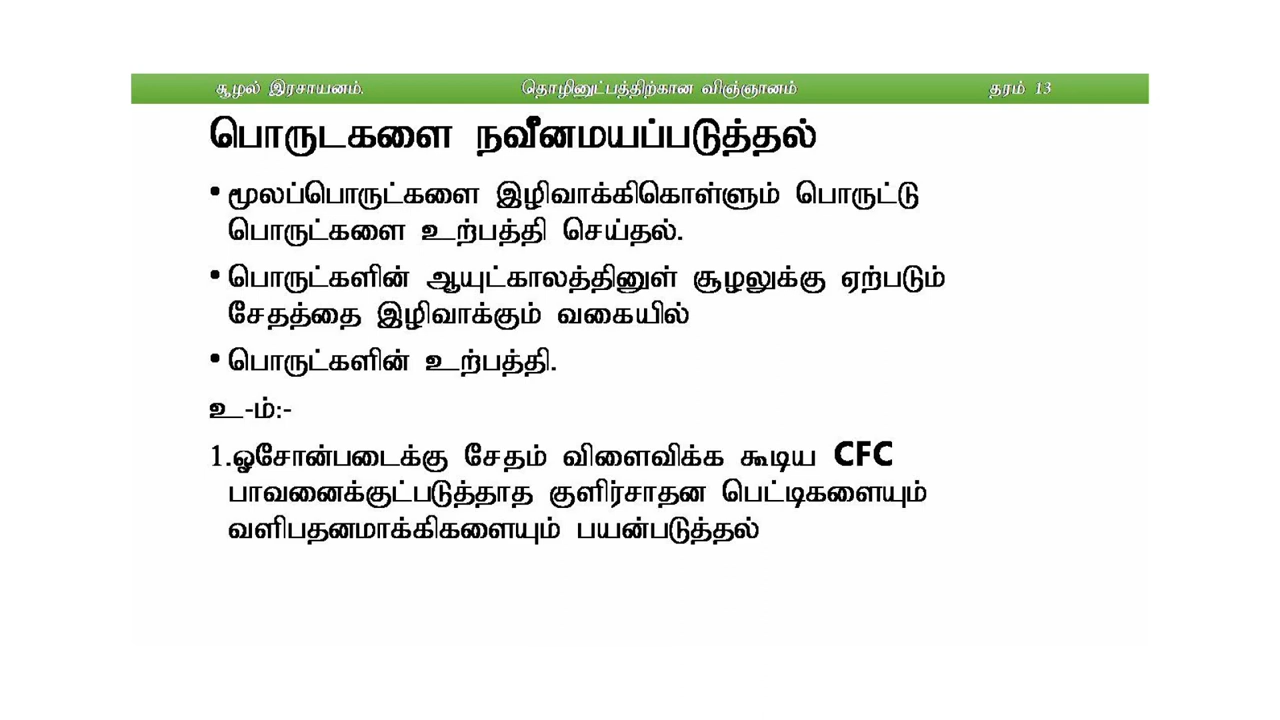 சூழல் இரசாயனம். தொழினுட்பத்திற்கான விஞ்ஞானம் தரம் 13
பொருடகளை நவீனமயப்படுத்தல்
• மூலப்பொருட்களை இழிவாக்கிகொள்ளும் பொருட்டு
பொருட்களை உற்பத்தி செய்தல்.
• பொருட்களின் ஆயுட்காலத்தினுள் சூழலுக்கு ஏற்படும்
சேதத்தை இழிவாக்கும் வகையில்
• பொருட்களின் உற்பத்தி.
உ-ம்:-
1.ஓசோன்படைக்கு சேதம் விளைவிக்க கூடிய CFC
பாவனைக்குட்படுத்தாத குளிர்சாதன பெட்டிகளையும்
வளிபதனமாக்கிகளையும் பயன்படுத்தல்